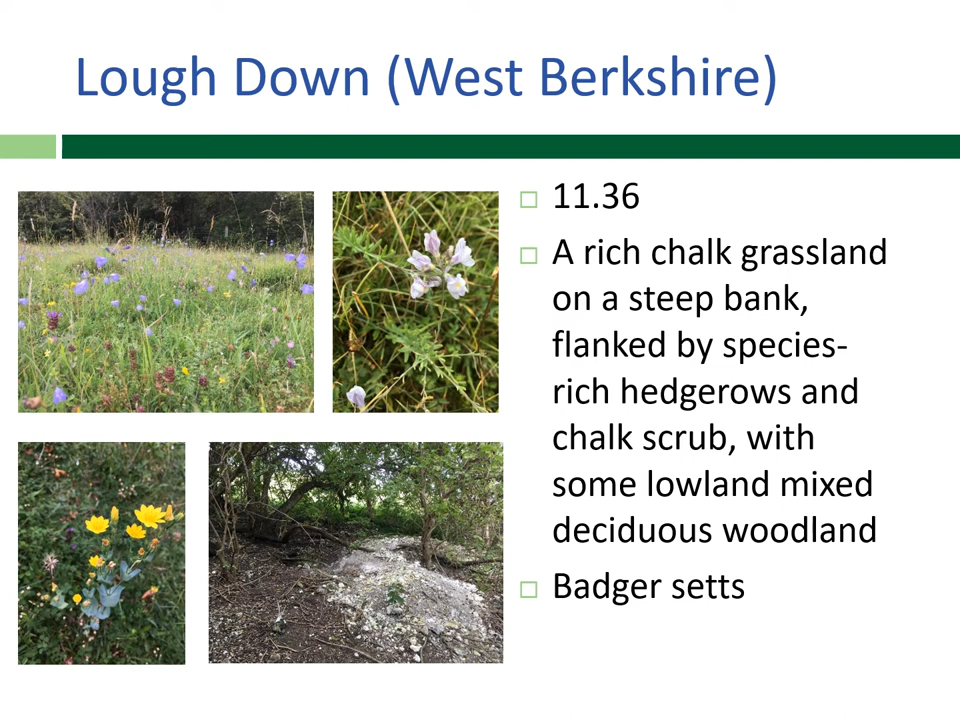 Lough Down (West Berkshire)
11.36
A rich chalk grassland
on a steep bank,
flanked by species-
rich hedgerows and
chalk scrub, with
some lowland mixed
deciduous woodland
Badger setts